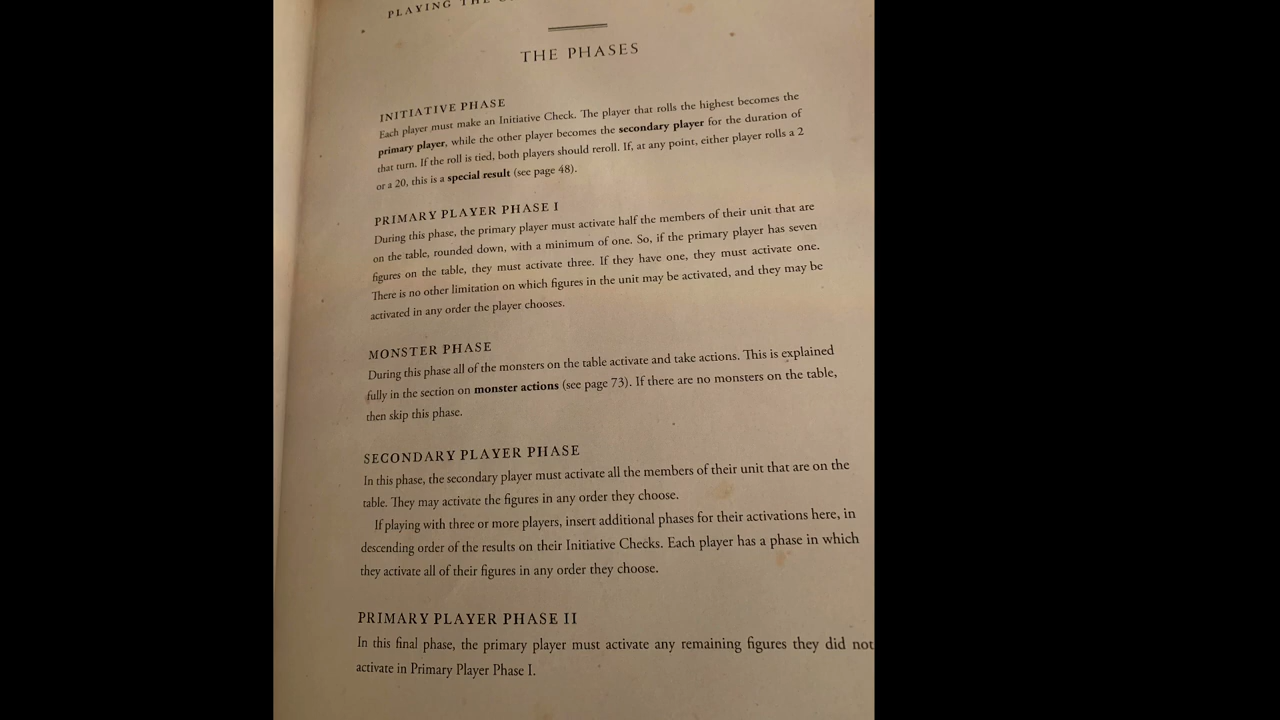 PLAYING THE
THE PHASES
INITIATIVE PHASE
Each player must make an Initiative Check. The player that rolls the highest becomes the
primary player, while the other player becomes the secondary player for the duration of
that turn. If the roll is tied, both players should reroll. If, at any point, either player rolls a 2
or a 20, this is a special result (see page 48).
PRIMARY PLAYER PHASE I
During this phase, the primary player must activate half the members of their unit that are
on the table, rounded down, with a minimum of one. So, if the primary player has seven
figures on the table, they must activate three. If they have one, they must activate one.
There is no other limitation on which figures in the unit may be activated, and they may be
activated in any order the player chooses.
MONSTER PHASE
During this phase all of the monsters on the table activate and take actions. This is explained
fully in the section on monster actions (see page 73). If there are no monsters on the table,
then skip this phase.
SECONDARY PLAYER PHASE
In this phase, the secondary player must activate all the members of their unit that are on the
table. They may activate the figures in any order they choose.
If playing with three or more players, insert additional phases for their activations here, in
descending order of the results on their Initiative Checks. Each player has a phase in which
they activate all of their figures in any order they choose.
PRIMARY PLAYER PHASE II
In this final phase, the primary player must activate any remaining figures they did not
activate in Primary Player Phase I.